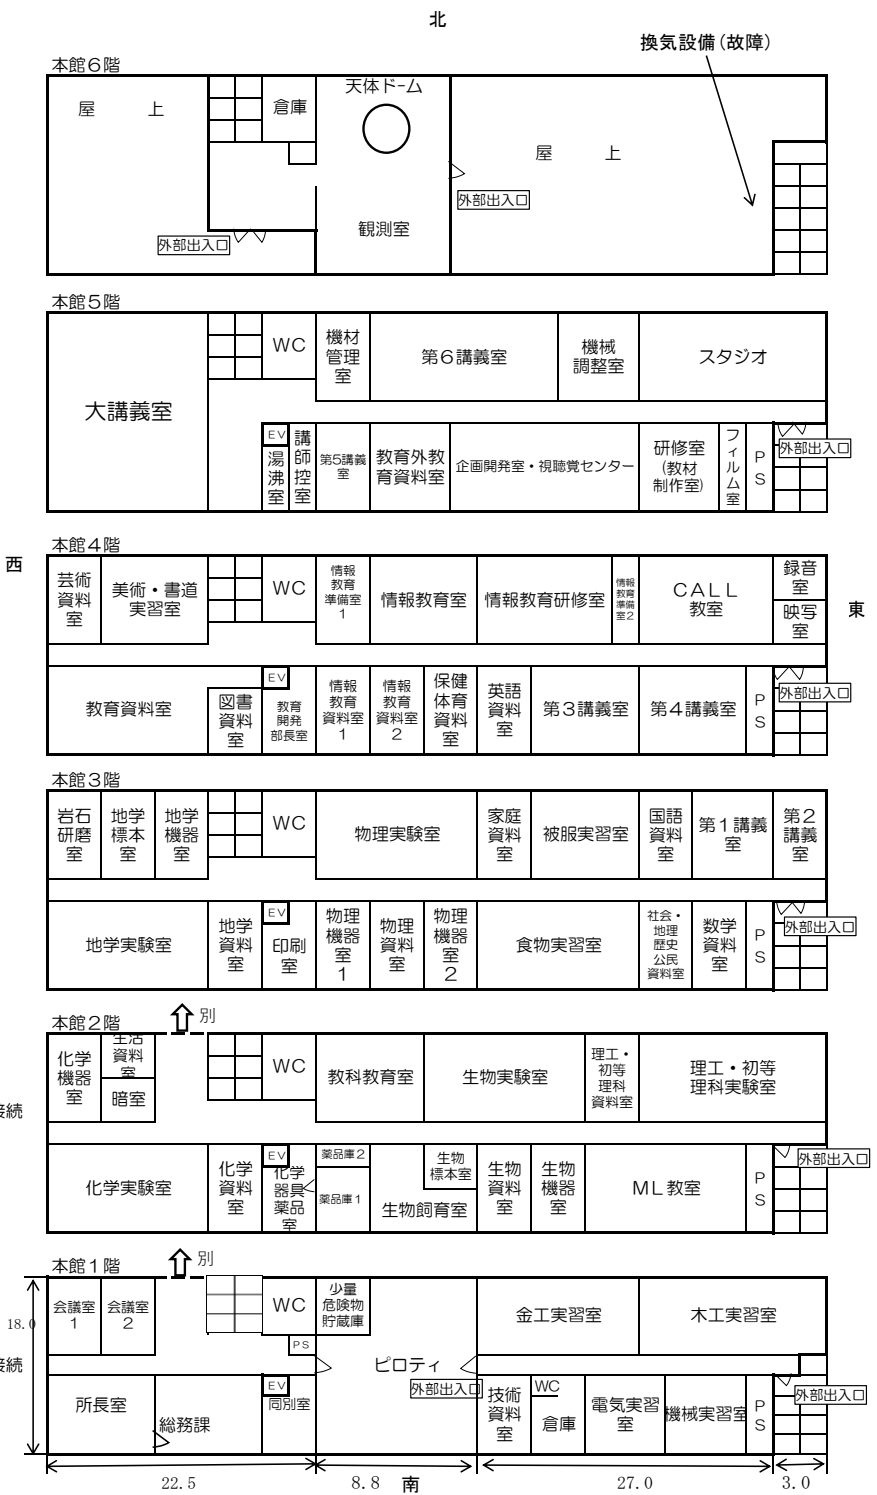 北
換気設備(故障)
本館6階
屋 上
倉庫
天体ドーム
屋 上
外部出入口
観測室
外部出入口
本館5階
大講義室
WC
機材
管理
室
第6講義室
機械
調整室
スタジオ
EV
湯
沸
室
講
師
控
室
第5講義
室
教育外教
育資料室
企画開発室・視聴覚センター
研修室
(教材
制作室)
フ
ィ
ル
ム
室
P
S
外部出入口
西
東
本館4階
芸術
資料
室
美術・書道
実習室
WC
情報
教育
準備室
1
情報教育室
情報教育研修室
情報
教育
準備
室2
CALL
教室
録音
室
映写
室
教育資料室
図書
資料
室
EV
教育
開発
部長室
情報
教育
資料室
1
情報
教育
資料室
2
保健
体育
資料
室
英語
資料
室
第3講義室
第4講義室
P
S
外部出入口
本館3階
岩石
研磨
室
地学
標本
室
地学
機器
室
WC
物理実験室
家庭
資料
室
被服実習室
国語
資料
室
第1講義
室
第2
講義
室
地学実験室
地学
資料
室
EV
印刷
室
物理
機器
室
1
物理
資料
室
物理
機器
室
2
食物実習室
社会・
地理
歴史
公民
資料室
数学
資料
室
P
S
外部出入口
本館2階
別
化学
機器
室
生活
資料
室
暗室
WC
教科教育室
生物実験室
理工・
初等
理科
資料室
理工・初等
理科実験室
接続
化学実験室
化学
資料
室
EV
化学
器具
薬品
室
薬品庫2
薬品庫1
生物
標本室
生物飼育室
生物
資料
室
生物
機器
室
ML教室
P
S
外部出入口
本館1階
別
18.0
会議室
1
会議室
2
WC
PS
少量
危険物
貯蔵庫
ピロティ
金工実習室
木工実習室
接続
所長室
総務課
EV
同別室
外部出入口
技術
資料
室
WC
倉庫
電気実習
室
機械実習室
P
S
外部出入口
22.5
8.8
南
27.0
3.0